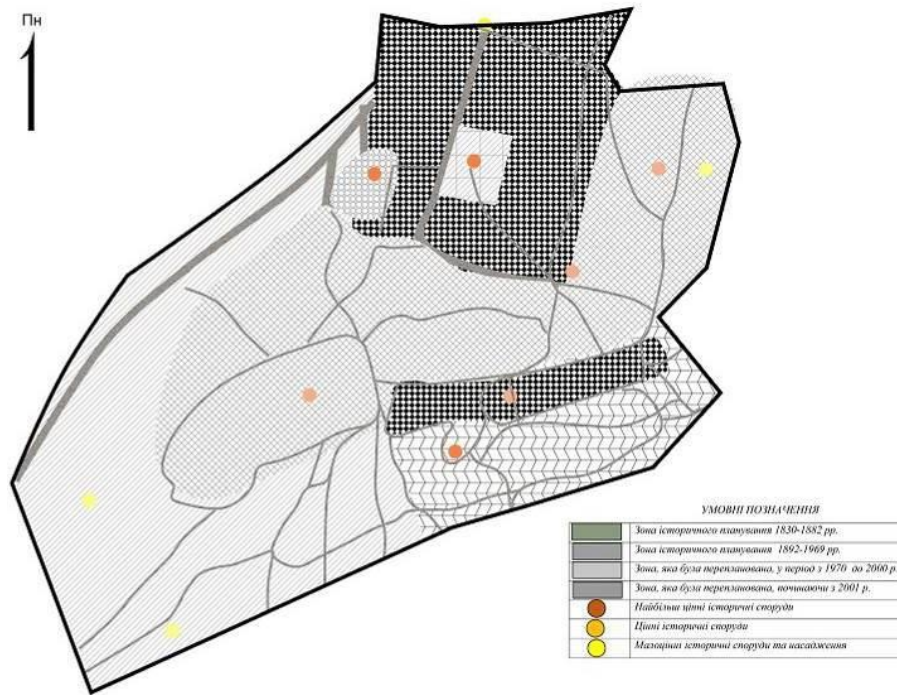 Пн
УМОВНІ ПОЗНАЧЕННЯ
Зона історичного планування 1830-1882 рр.
Зона історичного планування 1892-1969 рр.
Зона, яка була перепланована, у період з 1970 до 2000 р.
Зона, яка була перепланована, починаючи з 2001 р.
Найбільш цінні історичні споруди
Цінні історичні споруди
Малоцінні історичні споруди та насадження